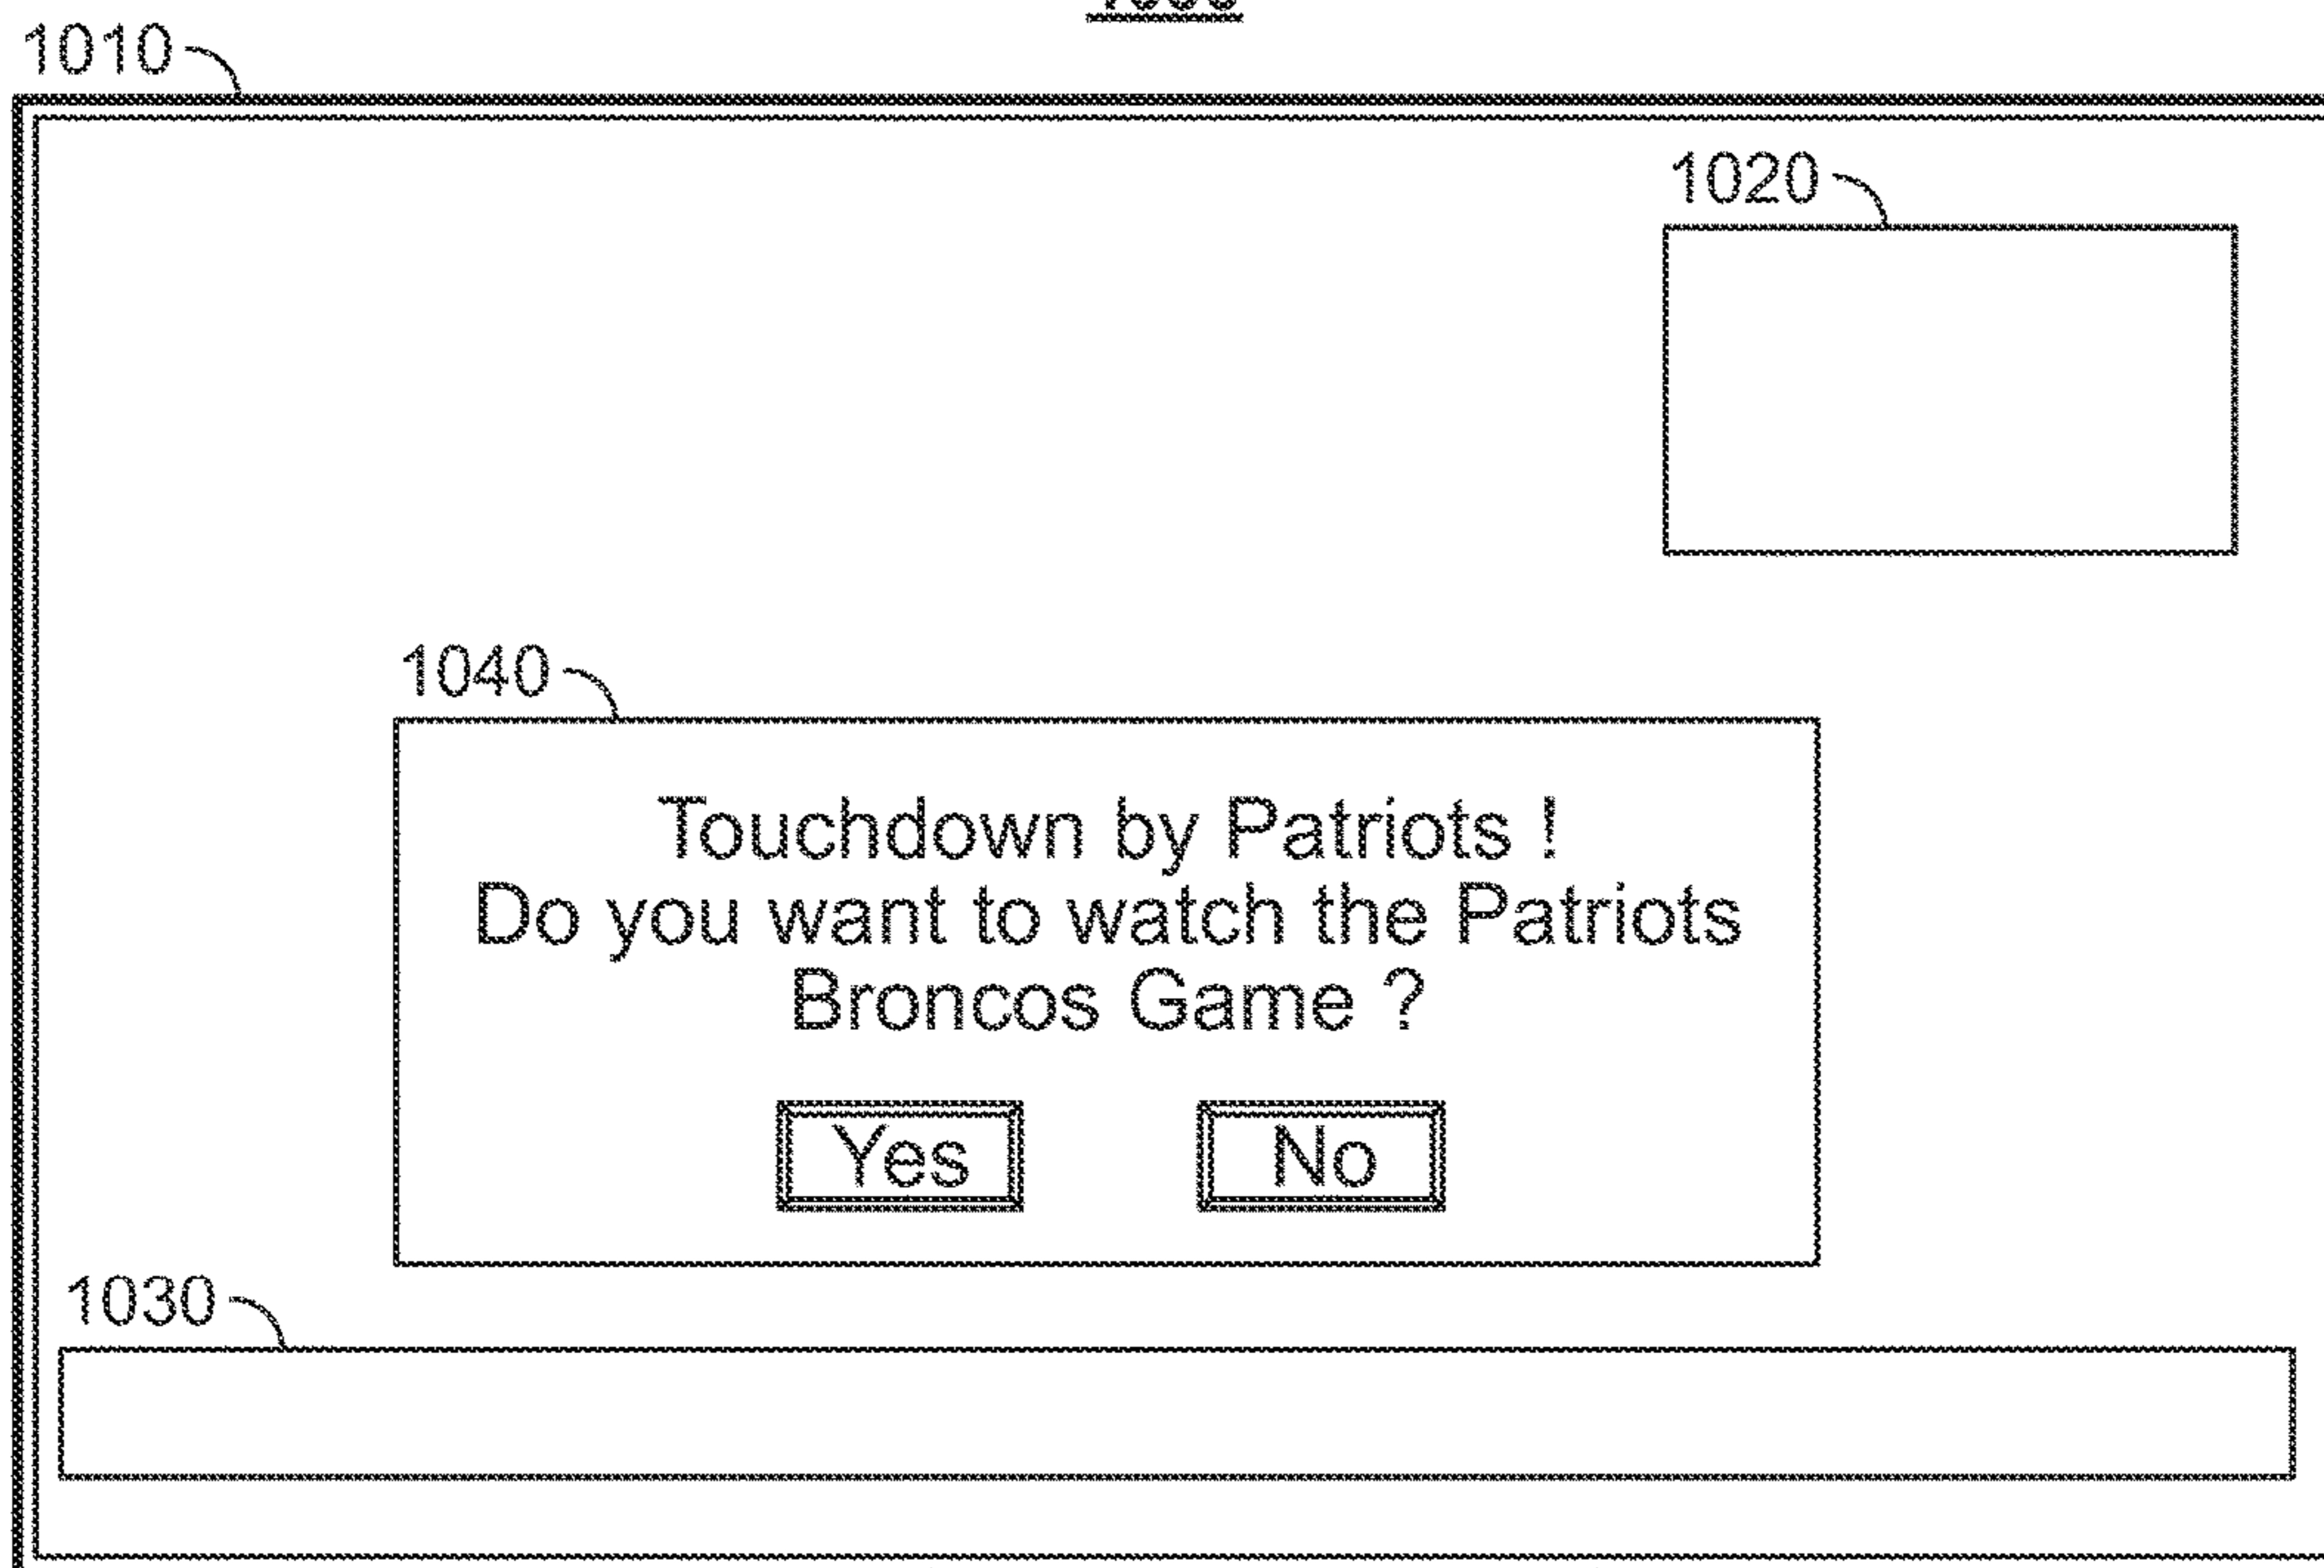 1010
1020
1040
Touchdown by Patriots !
Do you want to watch the Patriots
Broncos Game ?
Yes No
1030